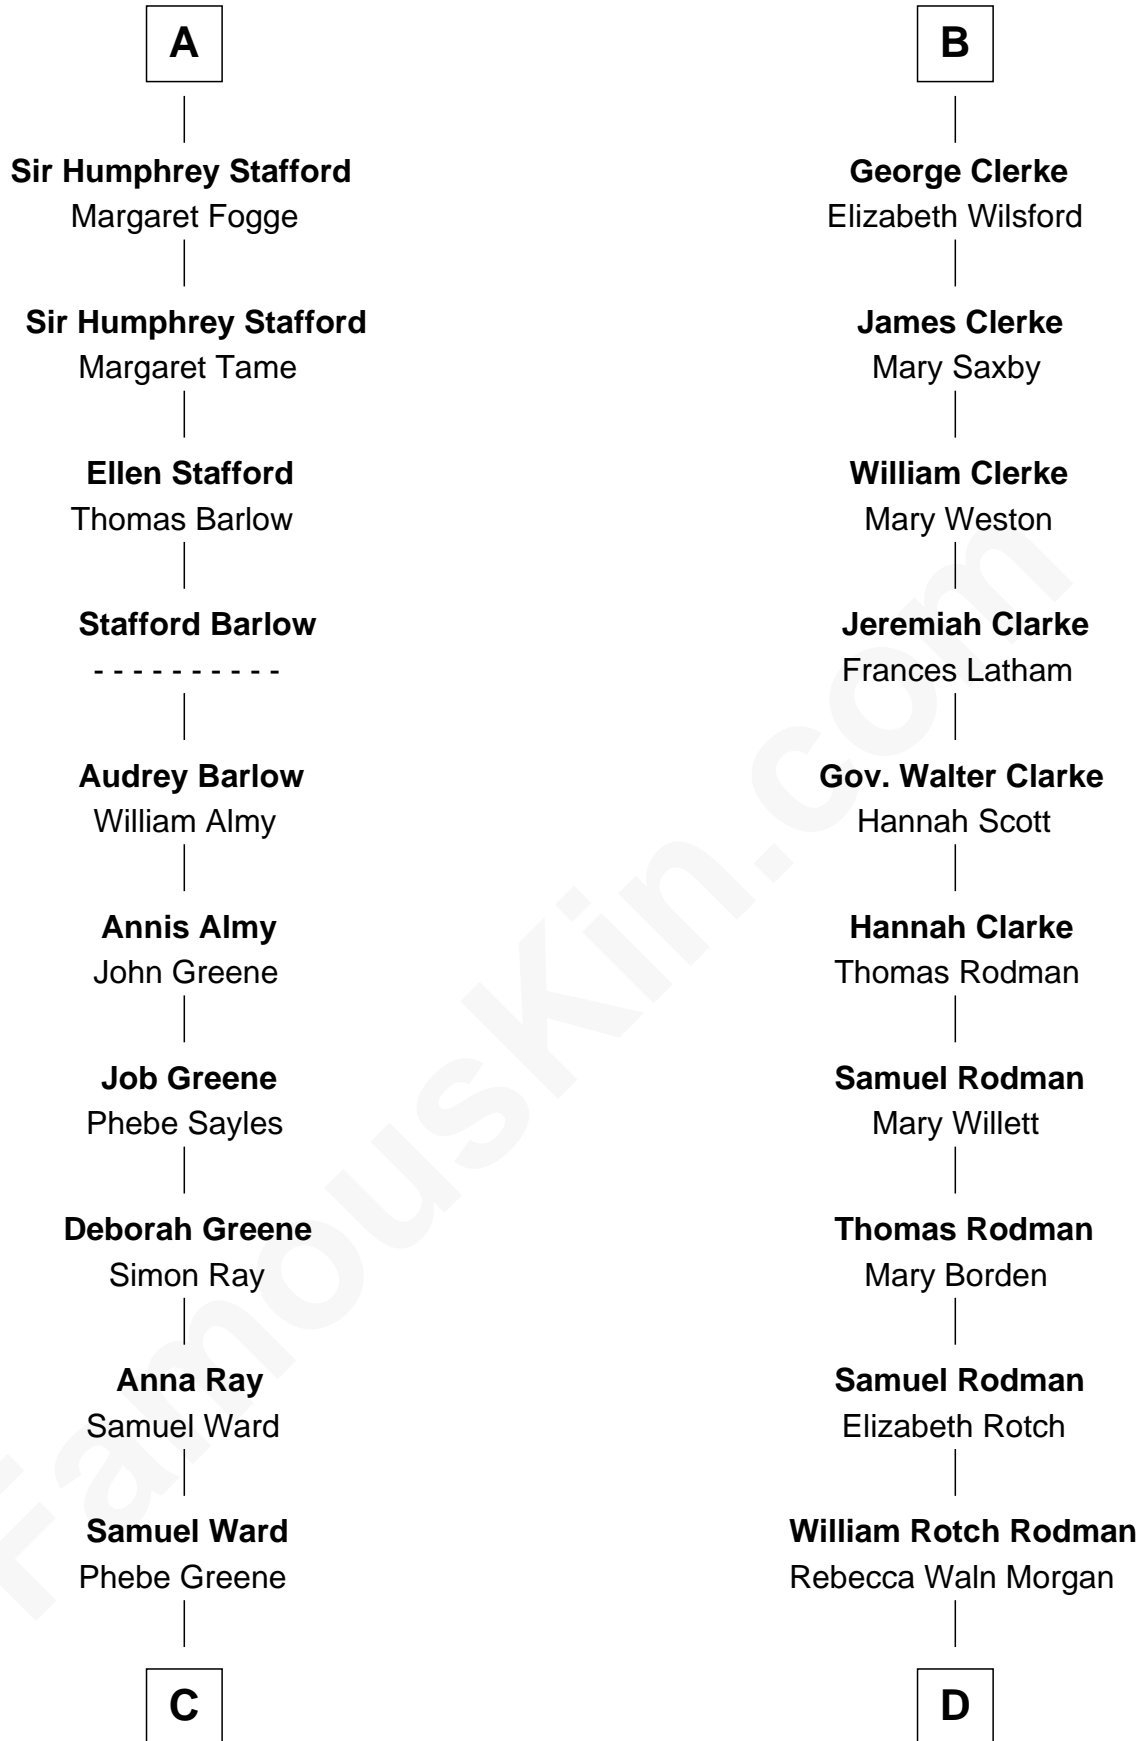 A
Sir Humphrey Stafford
Margaret Fogge
Sir Humphrey Stafford
Margaret Tame
Ellen Stafford
Thomas Barlow
Stafford Barlow
- - - - - - - - - -
Audrey Barlow
William Almy
Annis Almy
John Greene
Job Greene
Phebe Sayles
Deborah Greene
Simon Ray
Anna Ray
Samuel Ward
Samuel Ward
Phebe Greene
C
B
George Clerke
Elizabeth Wilsford
James Clerke
Mary Saxby
William Clerke
Mary Weston
Jeremiah Clarke
Frances Latham
Gov. Walter Clarke
Hannah Scott
Hannah Clarke
Thomas Rodman
Samuel Rodman
Mary Willett
Thomas Rodman
Mary Borden
Samuel Rodman
Elizabeth Rotch
William Rotch Rodman
Rebecca Waln Morgan
D
FamousKin.com